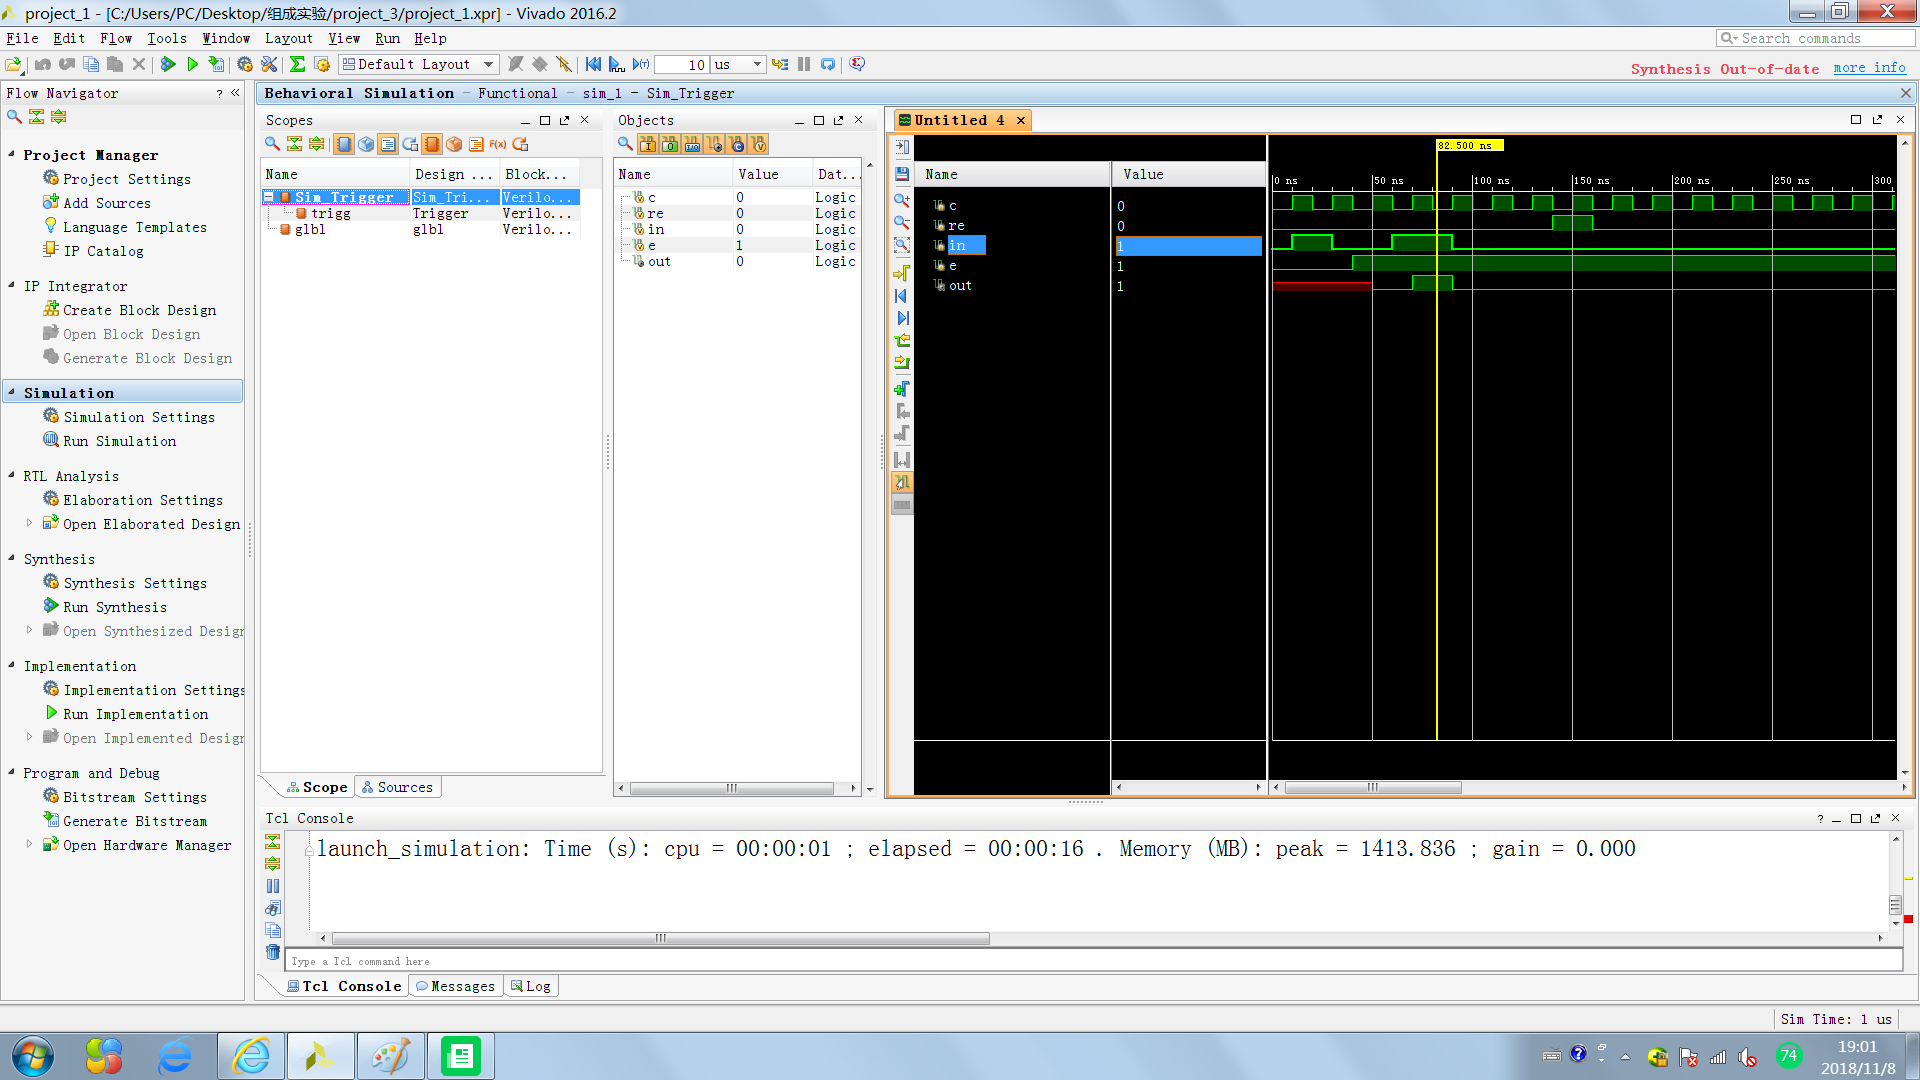 project_1 - [C:/Users/PC/Desktop/组成实验/project_3/project_1.xpr] - Vivado 2016.2
File Edit Flow Tools Window Layout View Run Help
Search commands
Default Layout
10 us
Synthesis Out-of-date more info
Flow Navigator ? «
Project Manager
Project Settings
Add Sources
Language Templates
IP Catalog
IP Integrator
Create Block Design
Open Block Design
Generate Block Design
Simulation
Simulation Settings
Run Simulation
RTL Analysis
Elaboration Settings
Open Elaborated Design
Synthesis
Synthesis Settings
Run Synthesis
Open Synthesized Design
Implementation
Implementation Settings
Run Implementation
Open Implemented Design
Program and Debug
Bitstream Settings
Generate Bitstream
Open Hardware Manager
Behavioral Simulation - Functional - sim_1 - Sim_Trigger
Scopes
Name Design ... Block...
Sim_Trigger Sim_Tri... Verilo...
trigg Trigger Verilo...
glbl glbl Verilo...
Scope Sources
Objects
Name Value Dat...
c 0 Logic
re 0 Logic
in 0 Logic
e 1 Logic
out 0 Logic
Untitled 4
Name Value
c 0
re 0
in 1
e 1
out 1
82.500 ns
0 ns 50 ns 100 ns 150 ns 200 ns 250 ns 300
Tcl Console
launch_simulation: Time (s): cpu = 00:00:01 ; elapsed = 00:00:16 . Memory (MB): peak = 1413.836 ; gain = 0.000
Type a Tcl command here
Tcl Console Messages Log
Sim Time: 1 us
74
19:01
2018/11/8